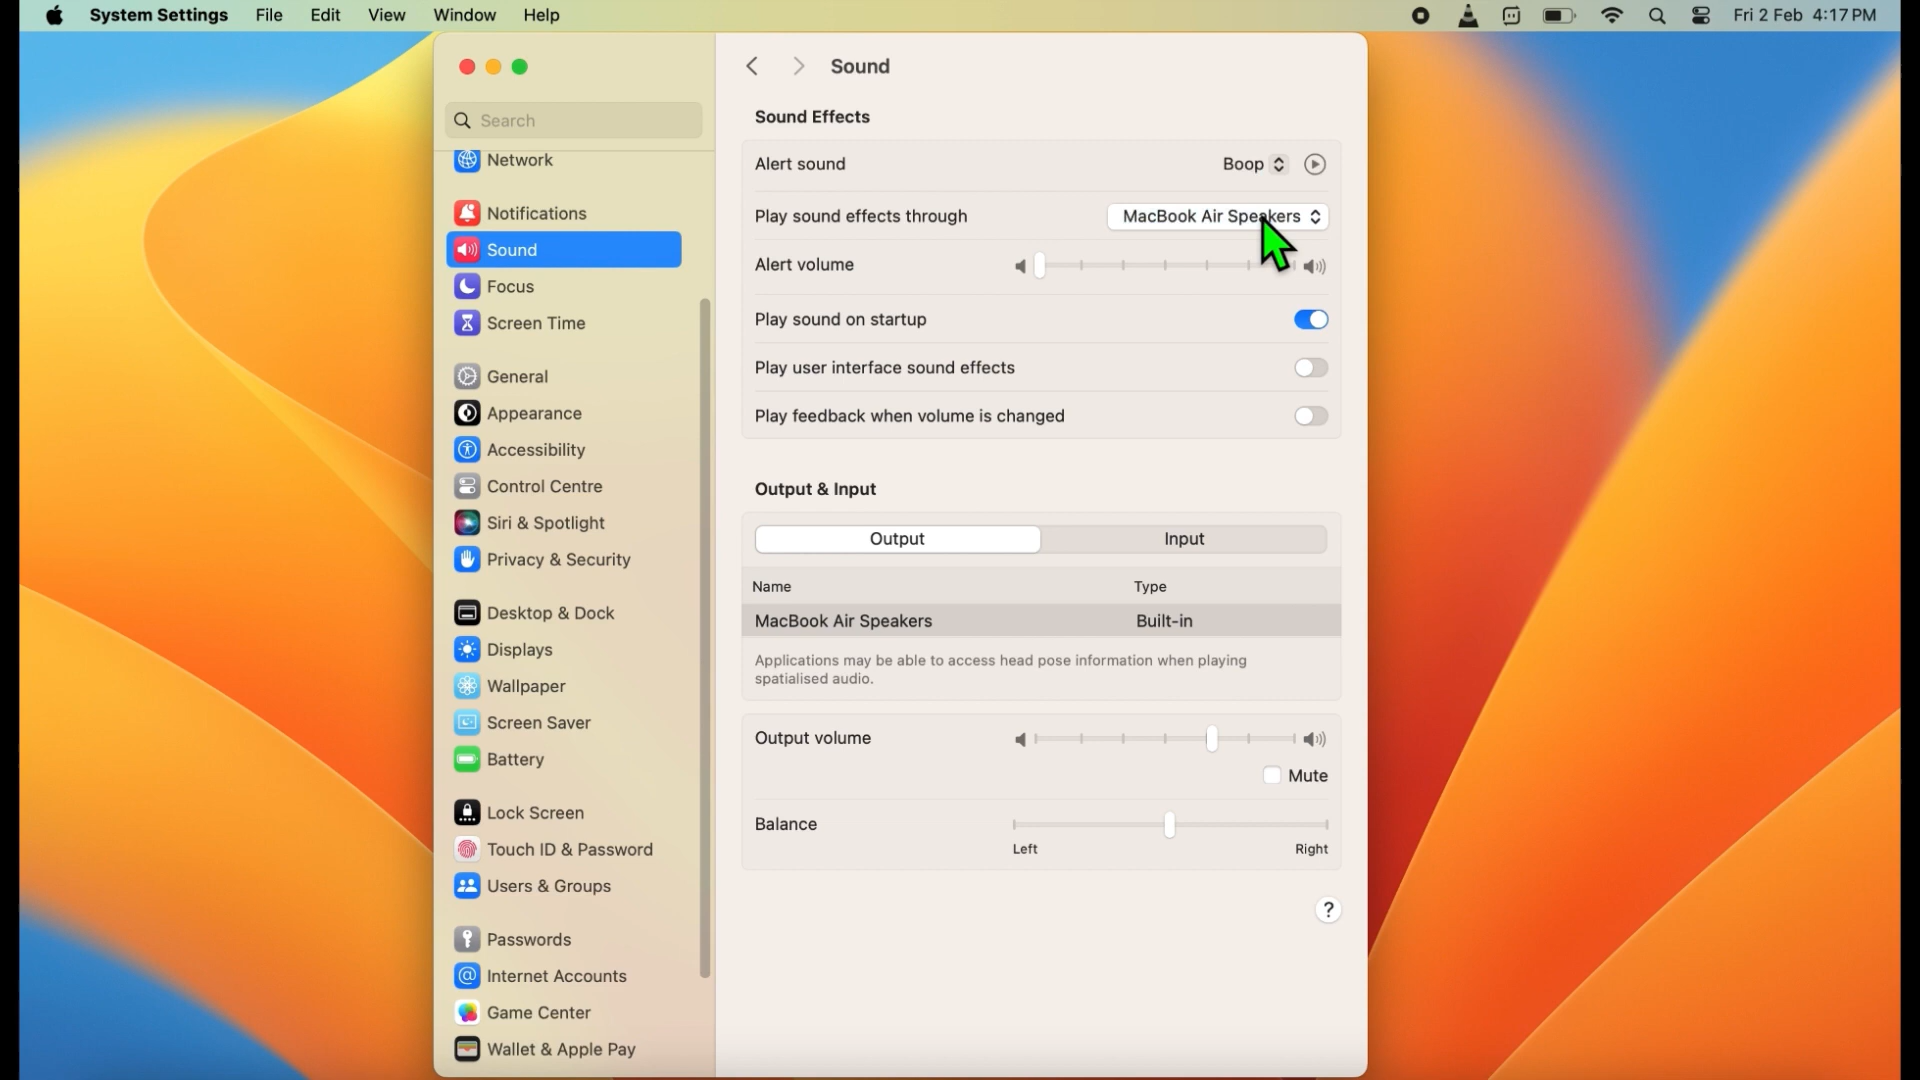 System Settings File Edit View Window Help Fri 2 Feb 4:17 PM
Search
Network
Notifications
Sound
Focus
Screen Time
General
Appearance
Accessibility
Control Centre
Siri & Spotlight
Privacy & Security
Desktop & Dock
Displays
Wallpaper
Screen Saver
Battery
Lock Screen
Touch ID & Password
Users & Groups
Passwords
Internet Accounts
Game Center
Wallet & Apple Pay
Sound
Sound Effects
Alert sound Boop
Play sound effects through MacBook Air Speakers
Alert volume
Play sound on startup
Play user interface sound effects
Play feedback when volume is changed
Output & Input
Output Input
Name Type
MacBook Air Speakers Built-in
Applications may be able to access head pose information when playing
spatialised audio.
Output volume
Mute
Balance
Left Right
?